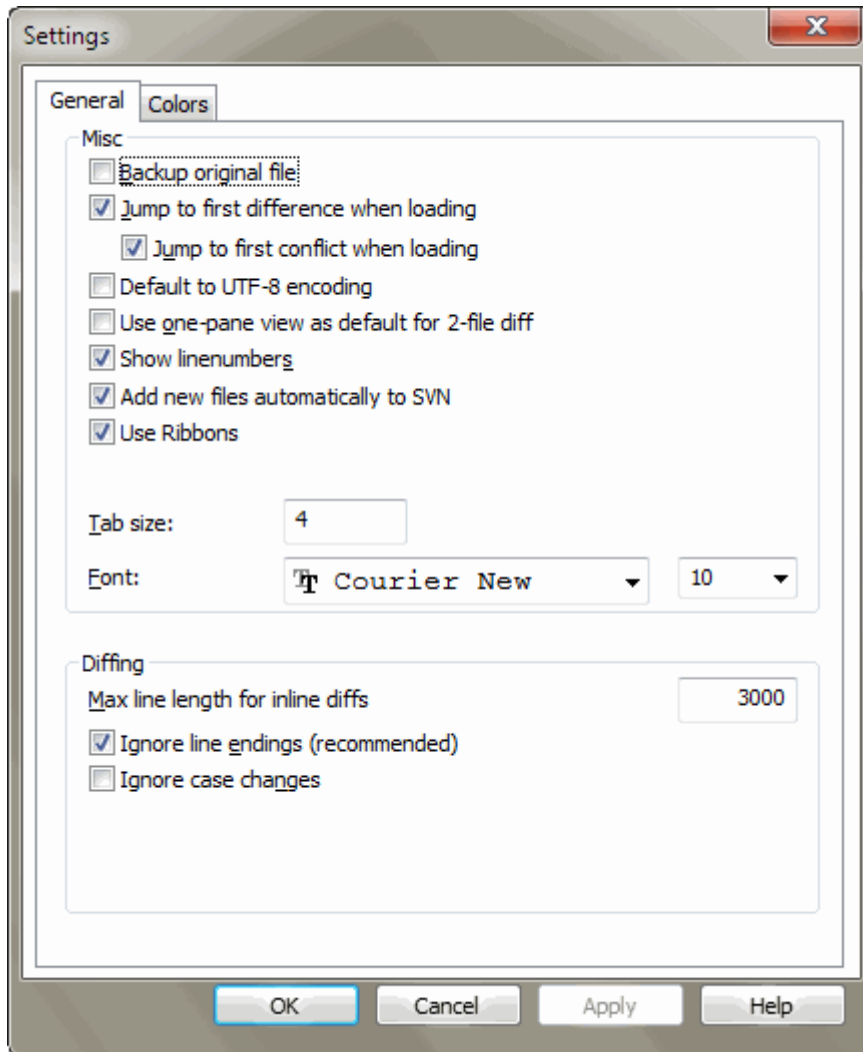 Settings
General Colors
Misc
Backup original file
Jump to first difference when loading
Jump to first conflict when loading
Default to UTF-8 encoding
Use one-pane view as default for 2-file diff
Show linenumbers
Add new files automatically to SVN
Use Ribbons
Tab size: 4
Font: Courier New 10
Diffing
Max line length for inline diffs 3000
Ignore line endings (recommended)
Ignore case changes
OK Cancel Apply Help